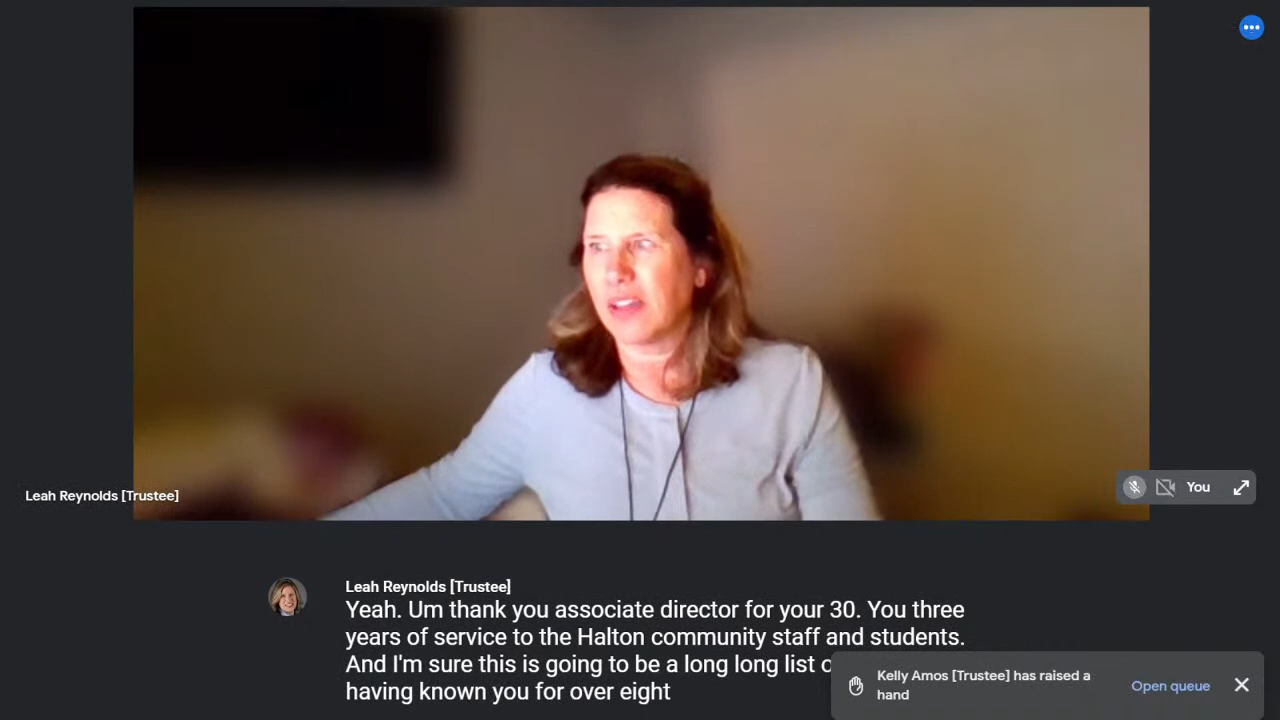 Leah Reynolds [Trustee]
You
Leah Reynolds [Trustee]
Yeah. Um thank you associate director for your 30. You three
years of service to the Halton community staff and students.
And I'm sure this is going to be a long long list
having known you for over eight
Kelly Amos [Trustee] has raised a
hand
Open queue